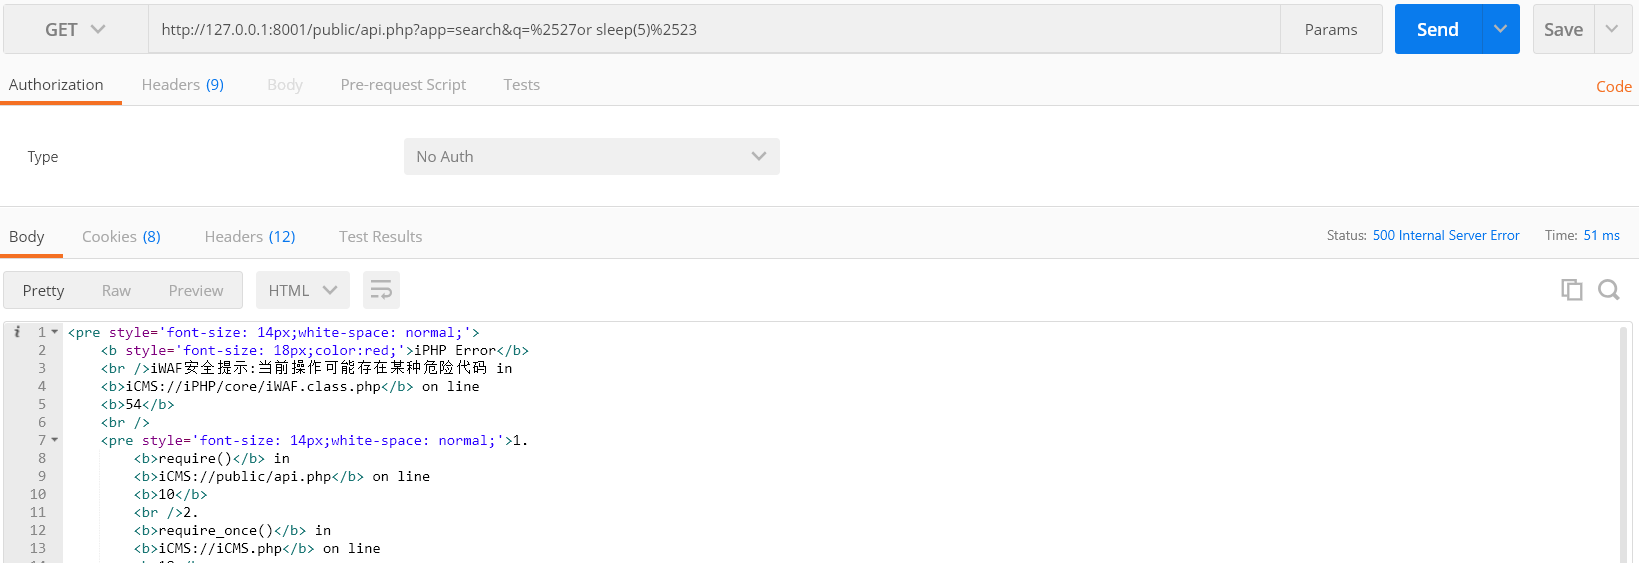 GET http://127.0.0.1:8001/public/api.php?app=search&q=%2527or sleep(5)%2523 Params Send Save
Authorization Headers (9) Body Pre-request Script Tests Code
Type No Auth
Body Cookies (8) Headers (12) Test Results Status: 500 Internal Server Error Time: 51 ms
Pretty Raw Preview HTML
i 1 <pre style='font-size: 14px;white-space: normal;'>
2 <b style='font-size: 18px;color:red;'>iPHP Error</b>
3 <br />iWAF安全提示:当前操作可能存在某种危险代码 in
4 <b>iCMS://iPHP/core/iWAF.class.php</b> on line
5 <b>54</b>
6 <br />
7 <pre style='font-size: 14px;white-space: normal;'>1.
8 <b>require()</b> in
9 <b>iCMS://public/api.php</b> on line
10 <b>10</b>
11 <br />2.
12 <b>require_once()</b> in
13 <b>iCMS://iCMS.php</b> on line